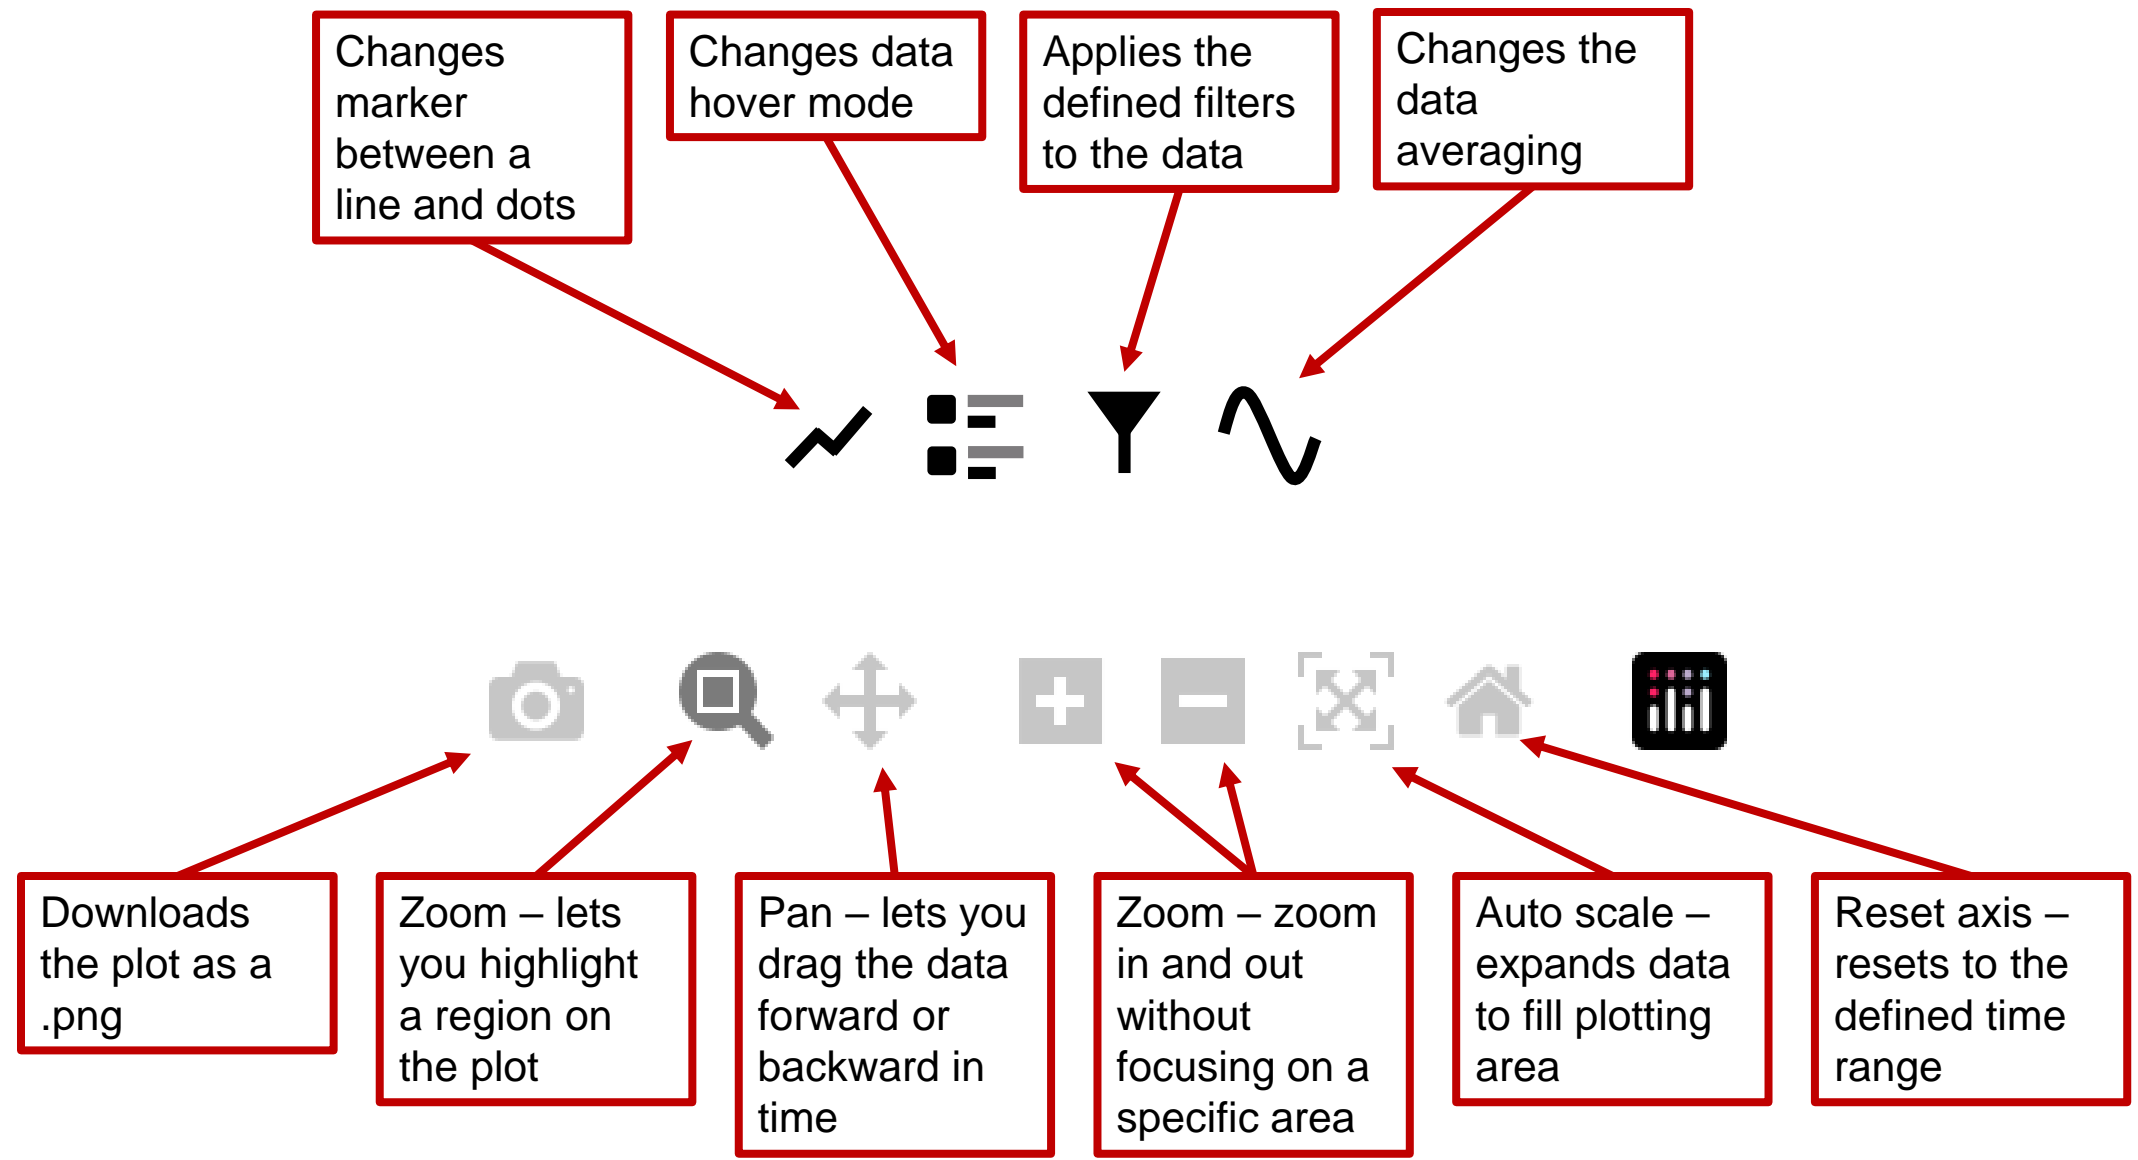 Changes
marker
between a
line and dots
Changes data
hover mode
Applies the
defined filters
to the data
Changes the
data
averaging
Downloads
the plot as a
.png
Zoom – lets
you highlight
a region on
the plot
Pan – lets you
drag the data
forward or
backward in
time
Zoom – zoom
in and out
without
focusing on a
specific area
Auto scale –
expands data
to fill plotting
area
Reset axis –
resets to the
defined time
range